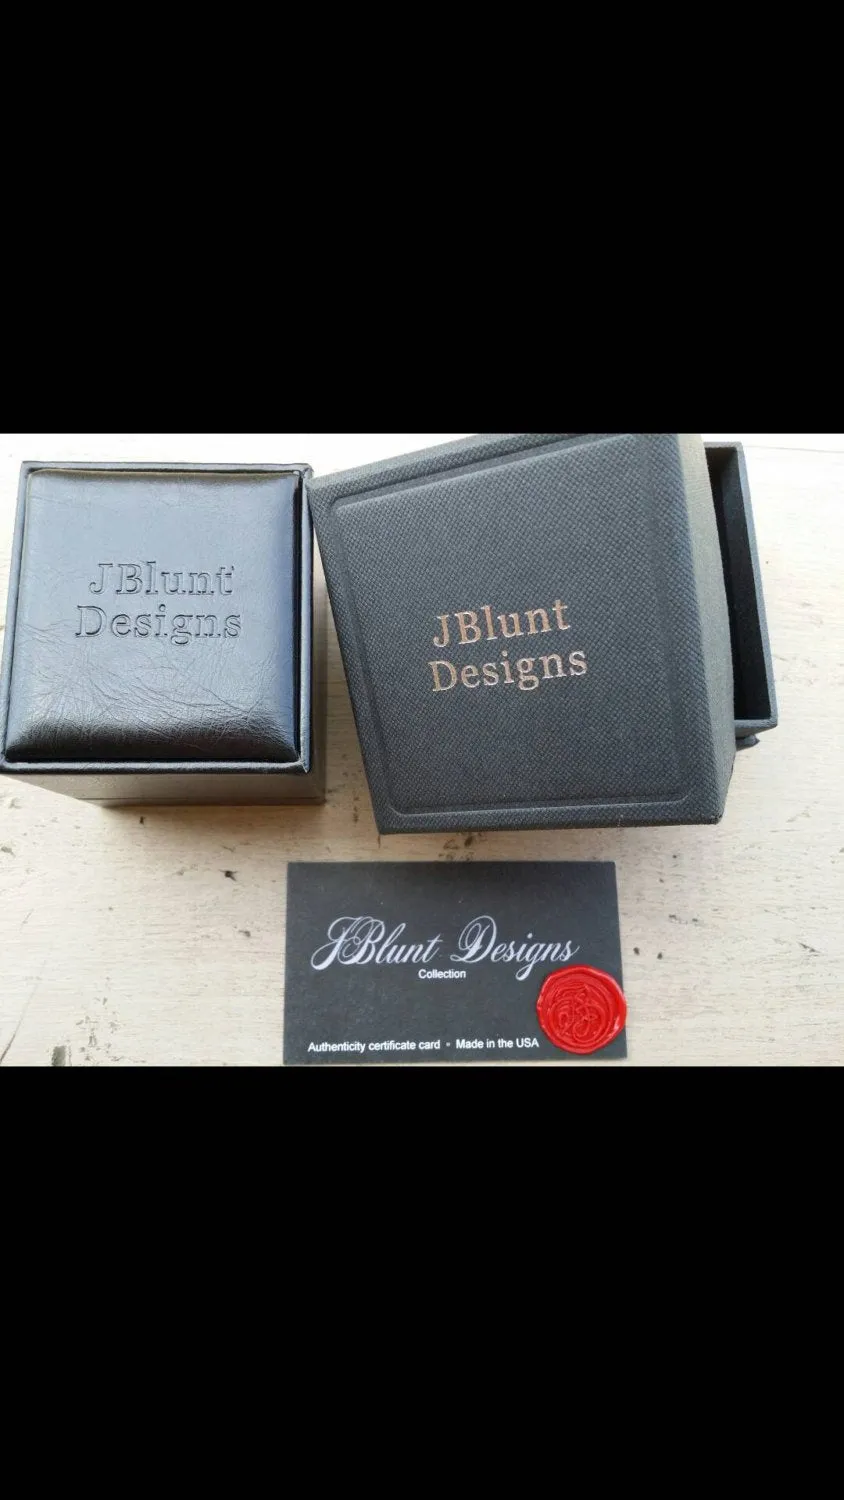 JBlunt
Designs
JBlunt
Designs
JBlunt Designs
Collection
Authenticity certificate card • Made in the USA